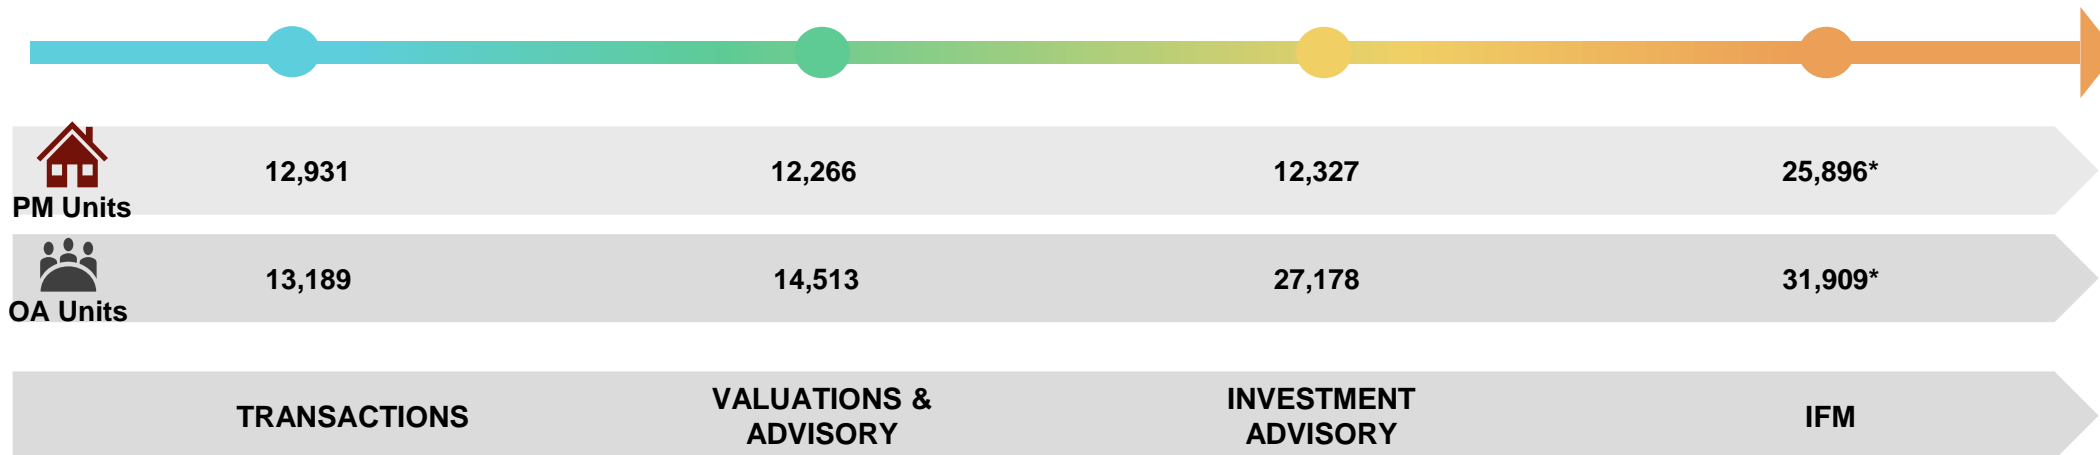 12,931 12,266 12,327 25,896*
PM Units
13,189 14,513 27,178 31,909*
OA Units
TRANSACTIONS VALUATIONS & ADVISORY INVESTMENT ADVISORY IFM